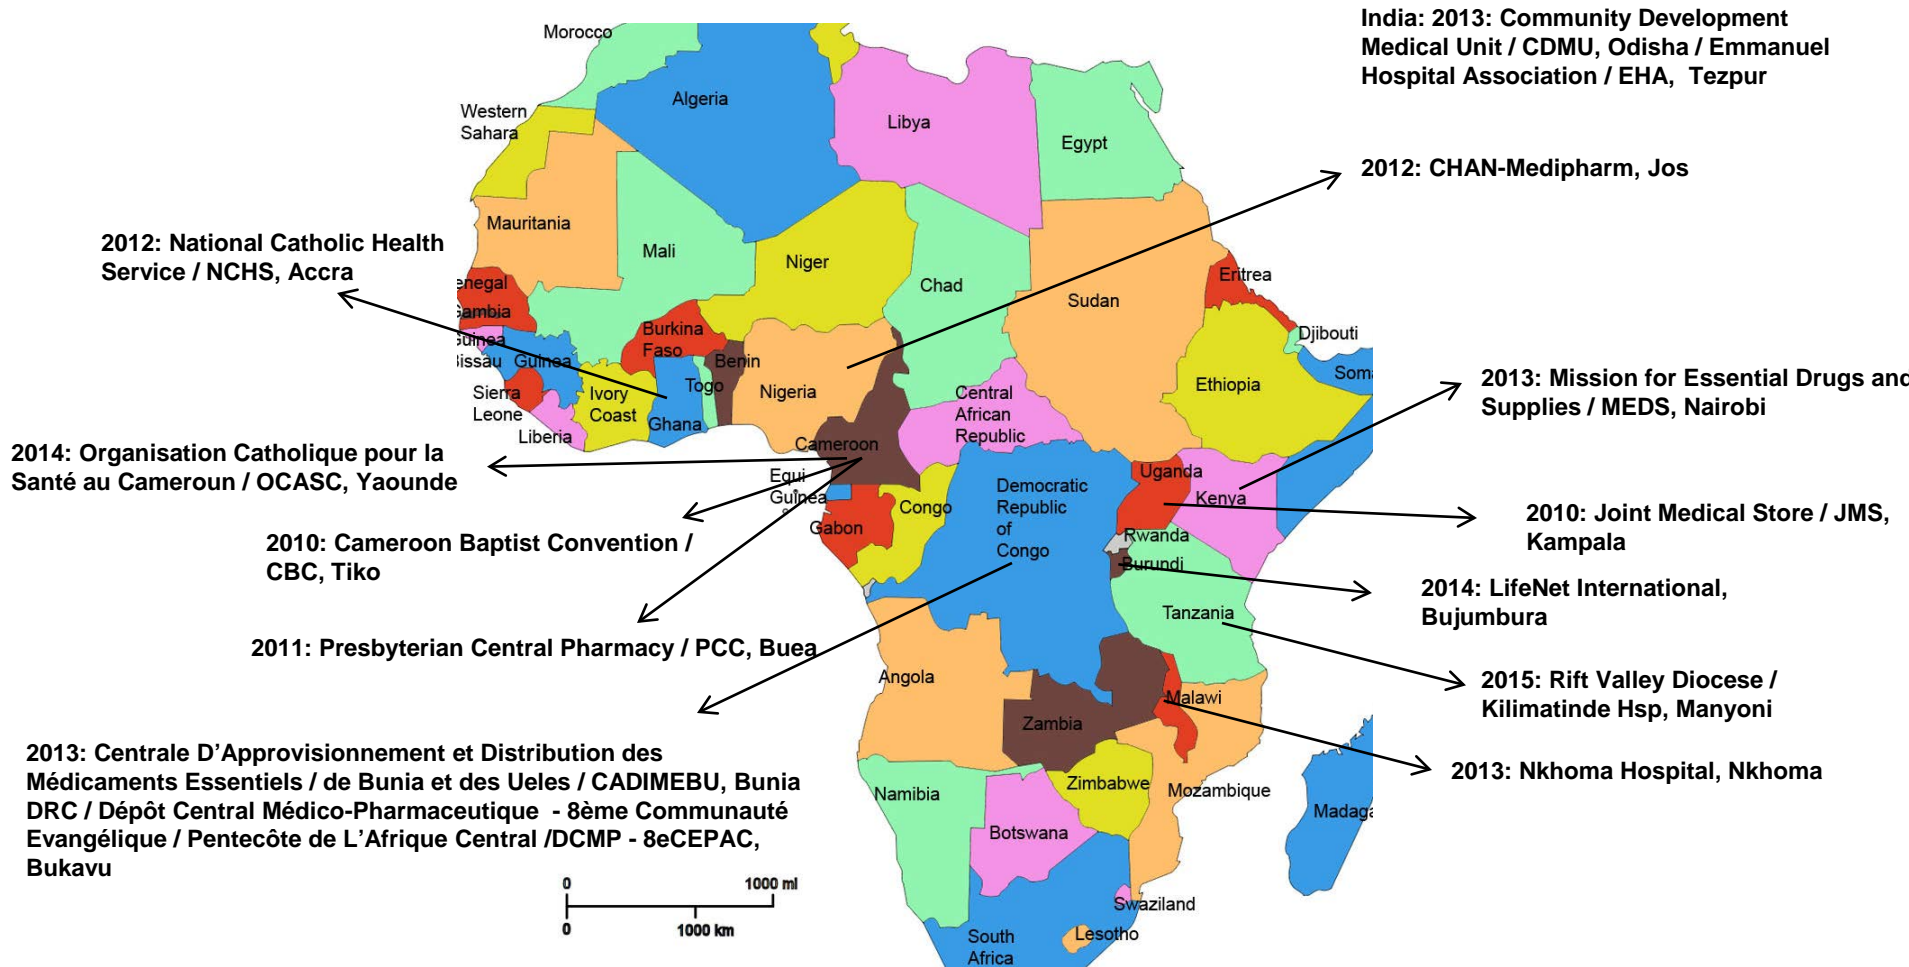 India: 2013: Community Development
Medical Unit / CDMU, Odisha / Emmanuel
Hospital Association / EHA, Tezpur
2012: CHAN-Medipharm, Jos
2012: National Catholic Health
Service / NCHS, Accra
2013: Mission for Essential Drugs and
Supplies / MEDS, Nairobi
2014: Organisation Catholique pour la
Santé au Cameroun / OCASC, Yaounde
2010: Joint Medical Store / JMS,
Kampala
2010: Cameroon Baptist Convention /
CBC, Tiko
2014: LifeNet International,
Bujumbura
2011: Presbyterian Central Pharmacy / PCC, Buea
2015: Rift Valley Diocese /
Kilimatinde Hsp, Manyoni
2013: Centrale D’Approvisionnement et Distribution des
Médicaments Essentiels / de Bunia et des Ueles / CADIMEBU, Bunia
DRC / Dépôt Central Médico-Pharmaceutique - 8ème Communauté
Evangélique / Pentecôte de L’Afrique Central /DCMP - 8eCEPAC,
Bukavu
2013: Nkhoma Hospital, Nkhoma
Morocco
Algeria
Western
Sahara
Libya
Egypt
Mauritania
Mali
Niger
Chad
Sudan
Eritrea
enegal
Gambia
Guinea
Bissau
Guinea
Burkina
Faso
Benin
Djibouti
Soma
Sierra
Leone
Ivory
Coast
Togo
Nigeria
Central
African
Republic
Ethiopia
Liberia
Ghana
Cameroon
Equi
Guinea
Gabon
Congo
Democratic
Republic
of
Congo
Uganda
Kenya
Rwanda
Burundi
Tanzania
Angola
Zambia
Malawi
Namibia
Zimbabwe
Mozambique
Botswana
Madaga
Swaziland
South
Africa
Lesotho
0 1000 mi
0 1000 km